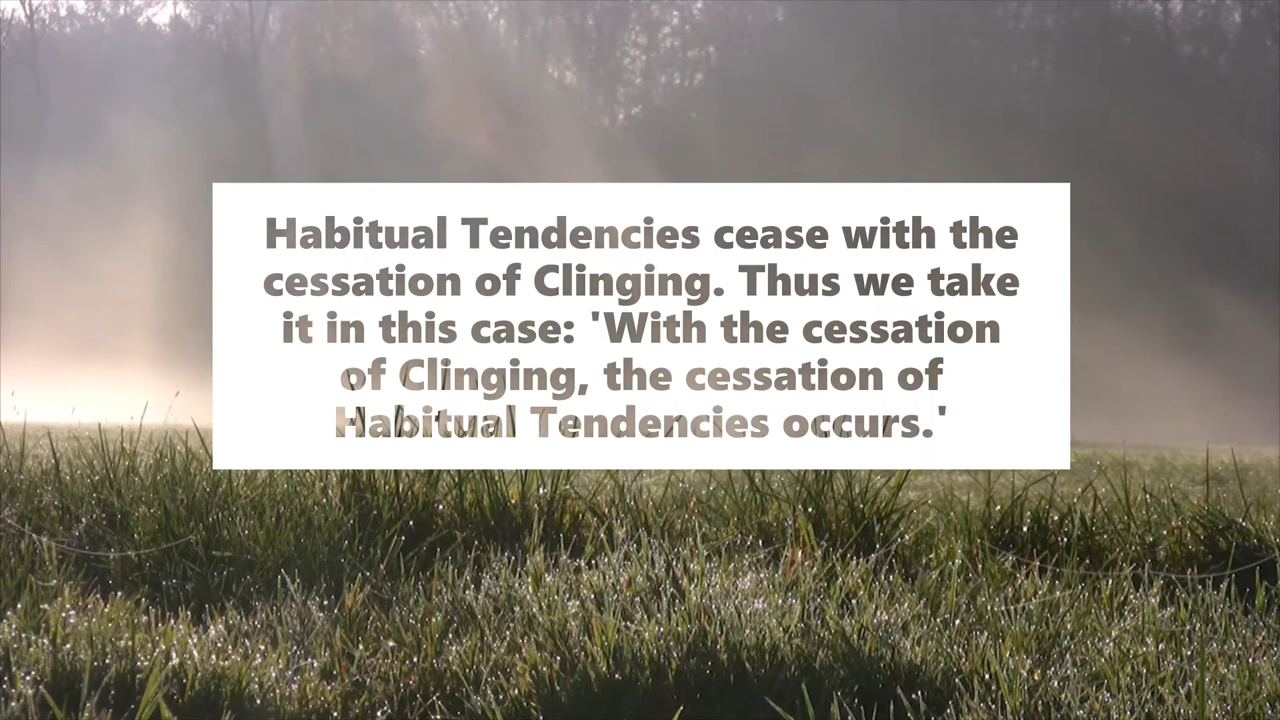 Habitual Tendencies cease with the
cessation of Clinging. Thus we take
it in this case: 'With the cessation
of Clinging, the cessation of
Habitual Tendencies occurs.'